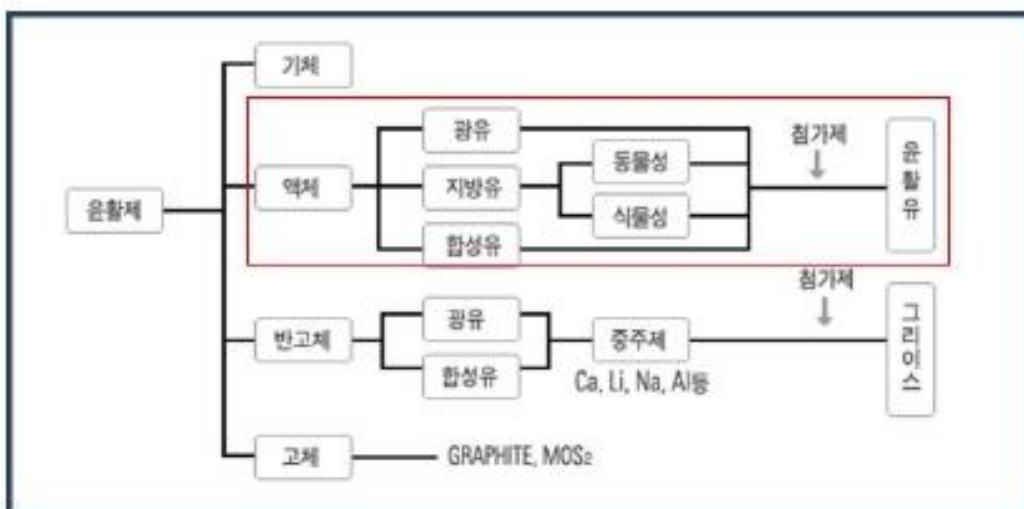 기체
광유
첨가제
동물성
윤활유
액체
지방유
윤활제
식물성
합성유
첨가제
광유
그리이스
반고체
중주제
합성유
Ca, Li, Na, Al등
고체
GRAPHITE, MOS2